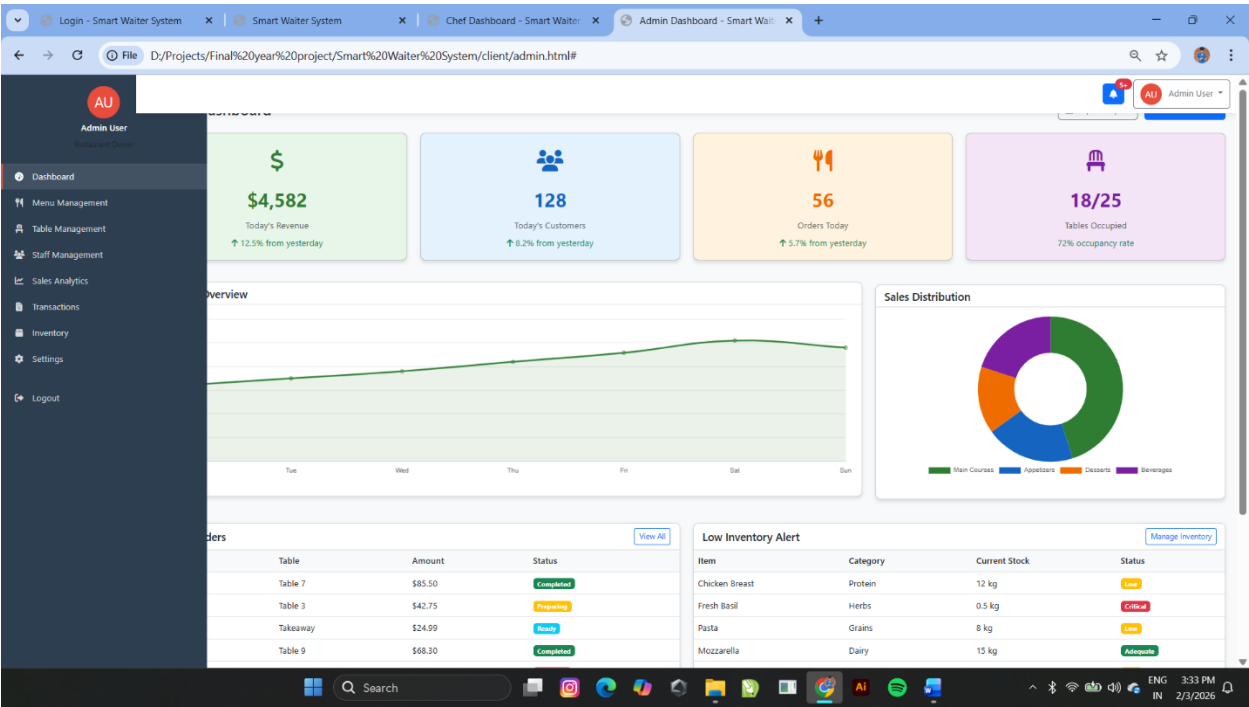 Login - Smart Waiter System
Smart Waiter System
Chef Dashboard - Smart Waiter
Admin Dashboard - Smart Wait
File D:/Projects/Final%20year%20project/Smart%20Waiter%20System/client/admin.html#
AU
Admin User
Restaurant Owner
5+
AU Admin User
Dashboard
Menu Management
Table Management
Staff Management
Sales Analytics
Transactions
Inventory
Settings
Logout
$4,582
Today's Revenue
12.5% from yesterday
128
Today's Customers
8.2% from yesterday
56
Orders Today
5.7% from yesterday
18/25
Tables Occupied
72% occupancy rate
Overview
Tue Wed Thu Fri Sat Sun
Sales Distribution
Main Courses Appetizers Desserts Beverages
ders View All
Table Amount Status
Table 7 $85.50 Completed
Table 3 $42.75 Preparing
Takeaway $24.99 Ready
Table 9 $68.30 Completed
Low Inventory Alert Manage Inventory
Item Category Current Stock Status
Chicken Breast Protein 12 kg Low
Fresh Basil Herbs 0.5 kg Critical
Pasta Grains 8 kg Low
Mozzarella Dairy 15 kg Adequate
Search
Ai
ENG
IN
3:33 PM
2/3/2026